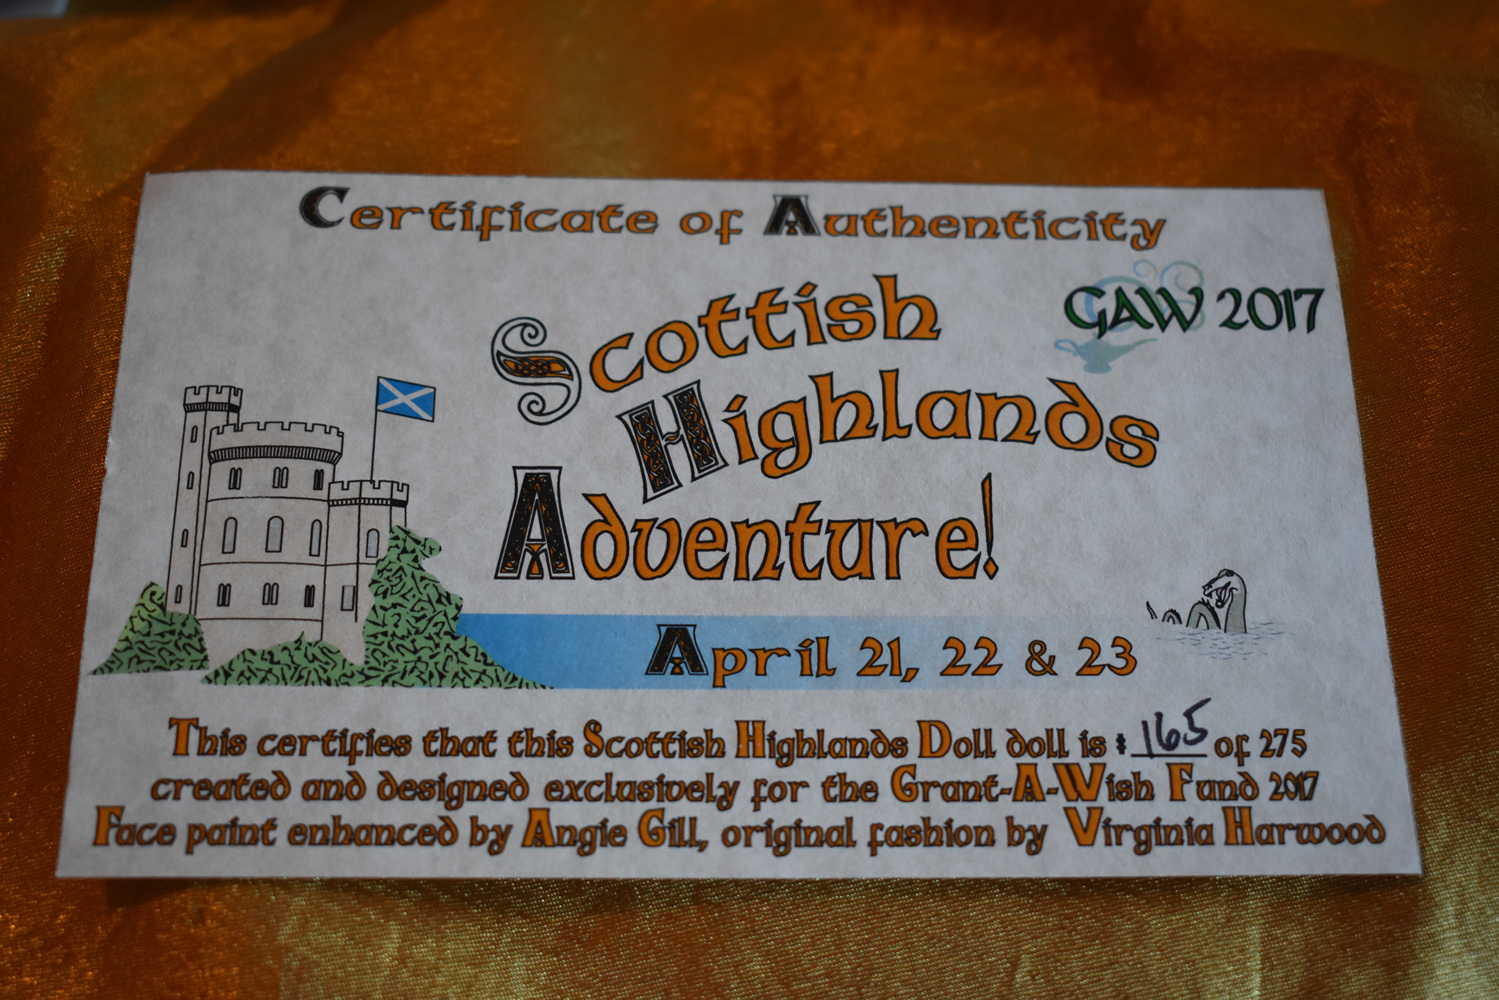 Certificate of Authenticity
GAW 2017
Scottish
Highlands
Adventure!
April 21, 22 & 23
This certifies that this Scottish Highlands Doll doll is # 165 of 275
created and designed exclusively for the Grant-A-Wish Fund 2017
Face paint enhanced by Angie Gill, original fashion by Virginia Harwood